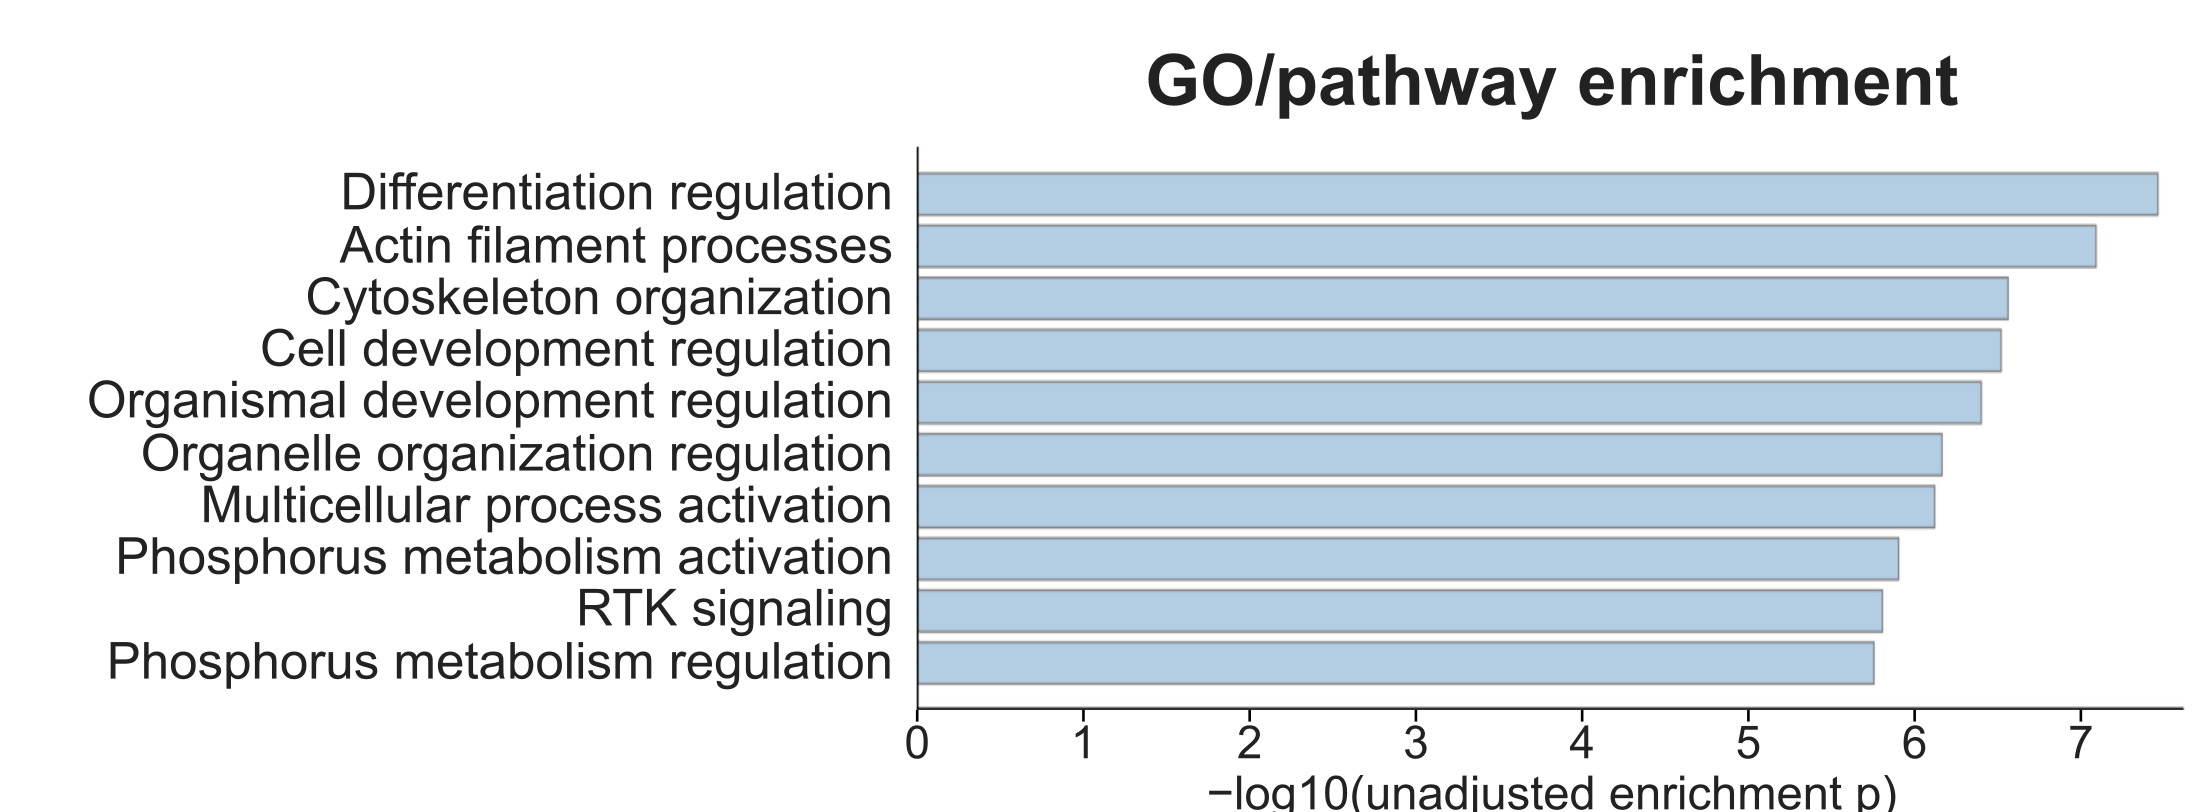 GO/pathway enrichment
Differentiation regulation
Actin filament processes
Cytoskeleton organization
Cell development regulation
Organismal development regulation
Organelle organization regulation
Multicellular process activation
Phosphorus metabolism activation
RTK signaling
Phosphorus metabolism regulation
0 1 2 3 4 5 6 7
−log10(unadjusted enrichment p)